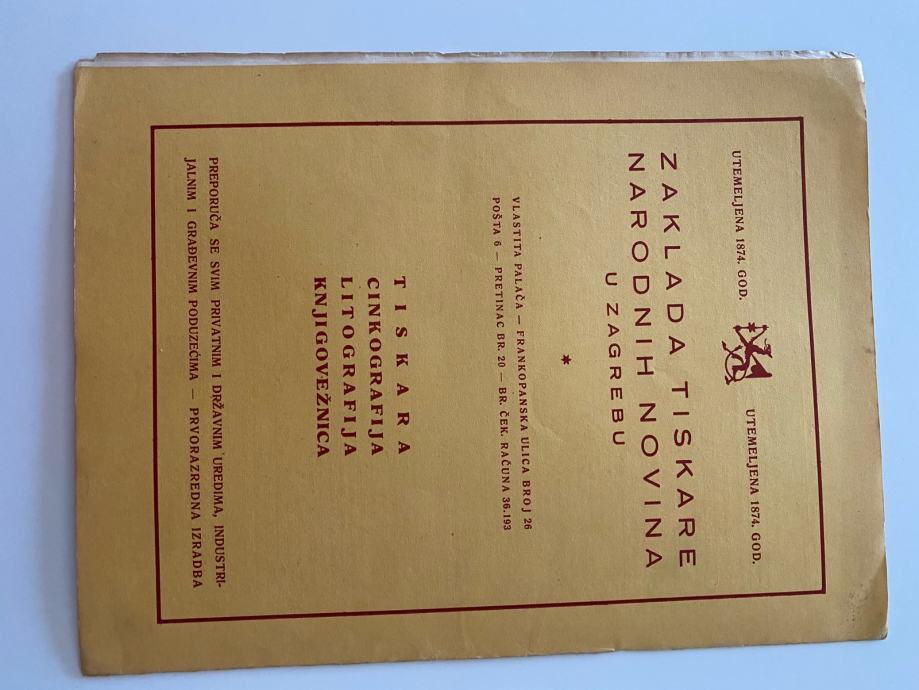 UTEMELJENA 1874. GOD. UTEMELJENA 1874. GOD.
ZAKLADA TISKARE
NARODNIH NOVINA
U ZAGREBU
*
VLASTITA PALAČA — FRANKOPANSKA ULICA BROJ 26
POŠTA 6 — PRETINAC BR. 20 — BR. ČEK. RAČUNA 36.193
TISKARA
CINKOGRAFIJA
LITOGRAFIJA
KNJIGOVEŽNICA
PREPORUČA SE SVIM PRIVATNIM I DRŽAVNIM UREDIMA, INDUSTRI-
JALNIM I GRAĐEVNIM PODUZEĆIMA — PRVORAZREDNA IZRADBA